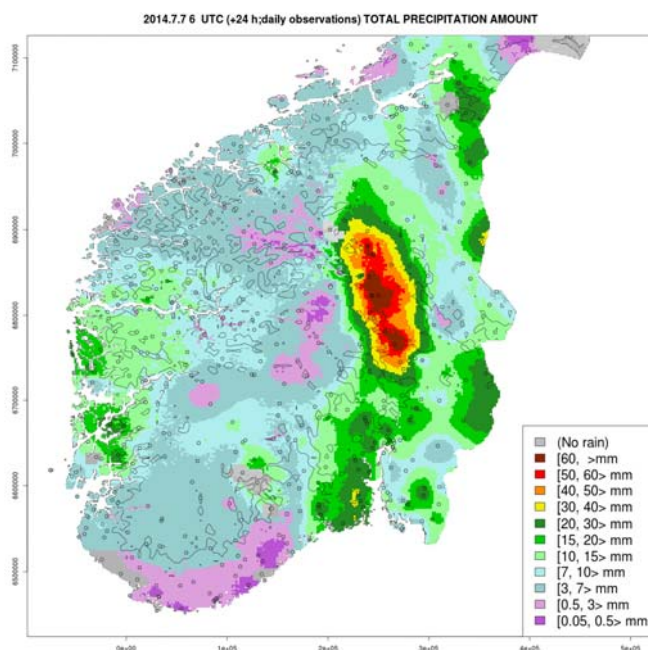 2014.7.7 6 UTC (+24 h;daily observations) TOTAL PRECIPITATION AMOUNT
7100000
7000000
6900000
6800000
6700000
6600000
6500000
(No rain)
[60, >mm
[50, 60> mm
[40, 50> mm
[30, 40> mm
[20, 30> mm
[15, 20> mm
[10, 15> mm
[7, 10> mm
[3, 7> mm
[0.5, 3> mm
[0.05, 0.5> mm
0e+00 1e+05 2e+05 3e+05 4e+05 5e+05